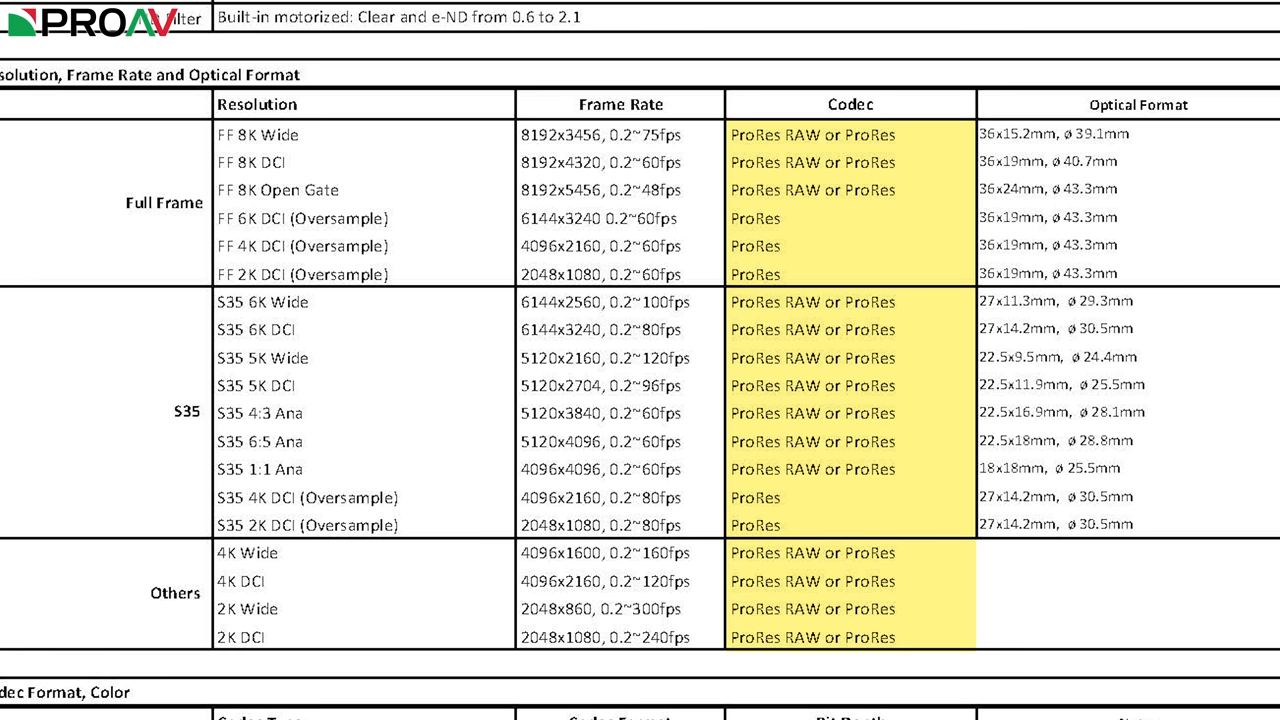 PROAV
ilter Built-in motorized: Clear and e-ND from 0.6 to 2.1
solution, Frame Rate and Optical Format
Resolution Frame Rate Codec Optical Format
FF 8K Wide 8192x3456, 0.2~75fps ProRes RAW or ProRes 36x15.2mm, ø 39.1mm
FF 8K DCI 8192x4320, 0.2~60fps ProRes RAW or ProRes 36x19mm, ø 40.7mm
FF 8K Open Gate 8192x5456, 0.2~48fps ProRes RAW or ProRes 36x24mm, ø 43.3mm
Full Frame
FF 6K DCI (Oversample) 6144x3240 0.2~60fps ProRes 36x19mm, ø 43.3mm
FF 4K DCI (Oversample) 4096x2160, 0.2~60fps ProRes 36x19mm, ø 43.3mm
FF 2K DCI (Oversample) 2048x1080, 0.2~60fps ProRes 36x19mm, ø 43.3mm
S35 6K Wide 6144x2560, 0.2~100fps ProRes RAW or ProRes 27x11.3mm, ø 29.3mm
S35 6K DCI 6144x3240, 0.2~80fps ProRes RAW or ProRes 27x14.2mm, ø 30.5mm
S35 5K Wide 5120x2160, 0.2~120fps ProRes RAW or ProRes 22.5x9.5mm, ø 24.4mm
S35 5K DCI 5120x2704, 0.2~96fps ProRes RAW or ProRes 22.5x11.9mm, ø 25.5mm
S35 S35 4:3 Ana 5120x3840, 0.2~60fps ProRes RAW or ProRes 22.5x16.9mm, ø 28.1mm
S35 6:5 Ana 5120x4096, 0.2~60fps ProRes RAW or ProRes 22.5x18mm, ø 28.8mm
S35 1:1 Ana 4096x4096, 0.2~60fps ProRes RAW or ProRes 18x18mm, ø 25.5mm
S35 4K DCI (Oversample) 4096x2160, 0.2~80fps ProRes 27x14.2mm, ø 30.5mm
S35 2K DCI (Oversample) 2048x1080, 0.2~80fps ProRes 27x14.2mm, ø 30.5mm
4K Wide 4096x1600, 0.2~160fps ProRes RAW or ProRes
4K DCI 4096x2160, 0.2~120fps ProRes RAW or ProRes
Others
2K Wide 2048x860, 0.2~300fps ProRes RAW or ProRes
2K DCI 2048x1080, 0.2~240fps ProRes RAW or ProRes
dec Format, Color